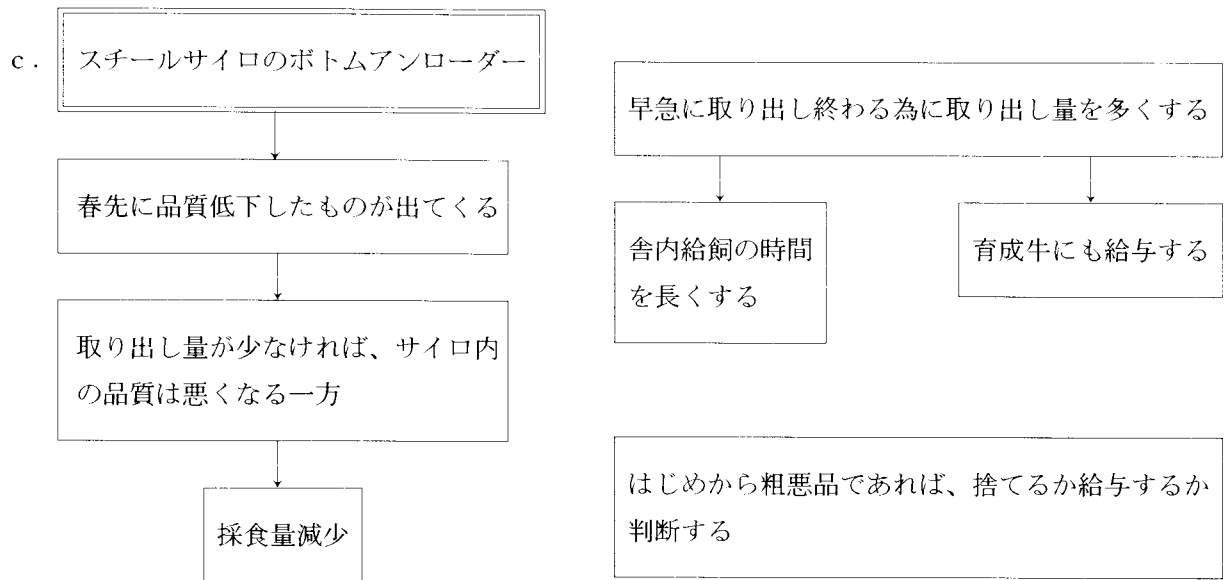 c. スチールサイロのボトムアンローダー
春先に品質低下したものが出てくる
取り出し量が少なければ、サイロ内
の品質は悪くなる一方
採食量減少
早急に取り出し終わる為に取り出し量を多くする
舎内給飼の時間
を長くする
育成牛にも給与する
はじめから粗悪品であれば、捨てるか給与するか
判断する